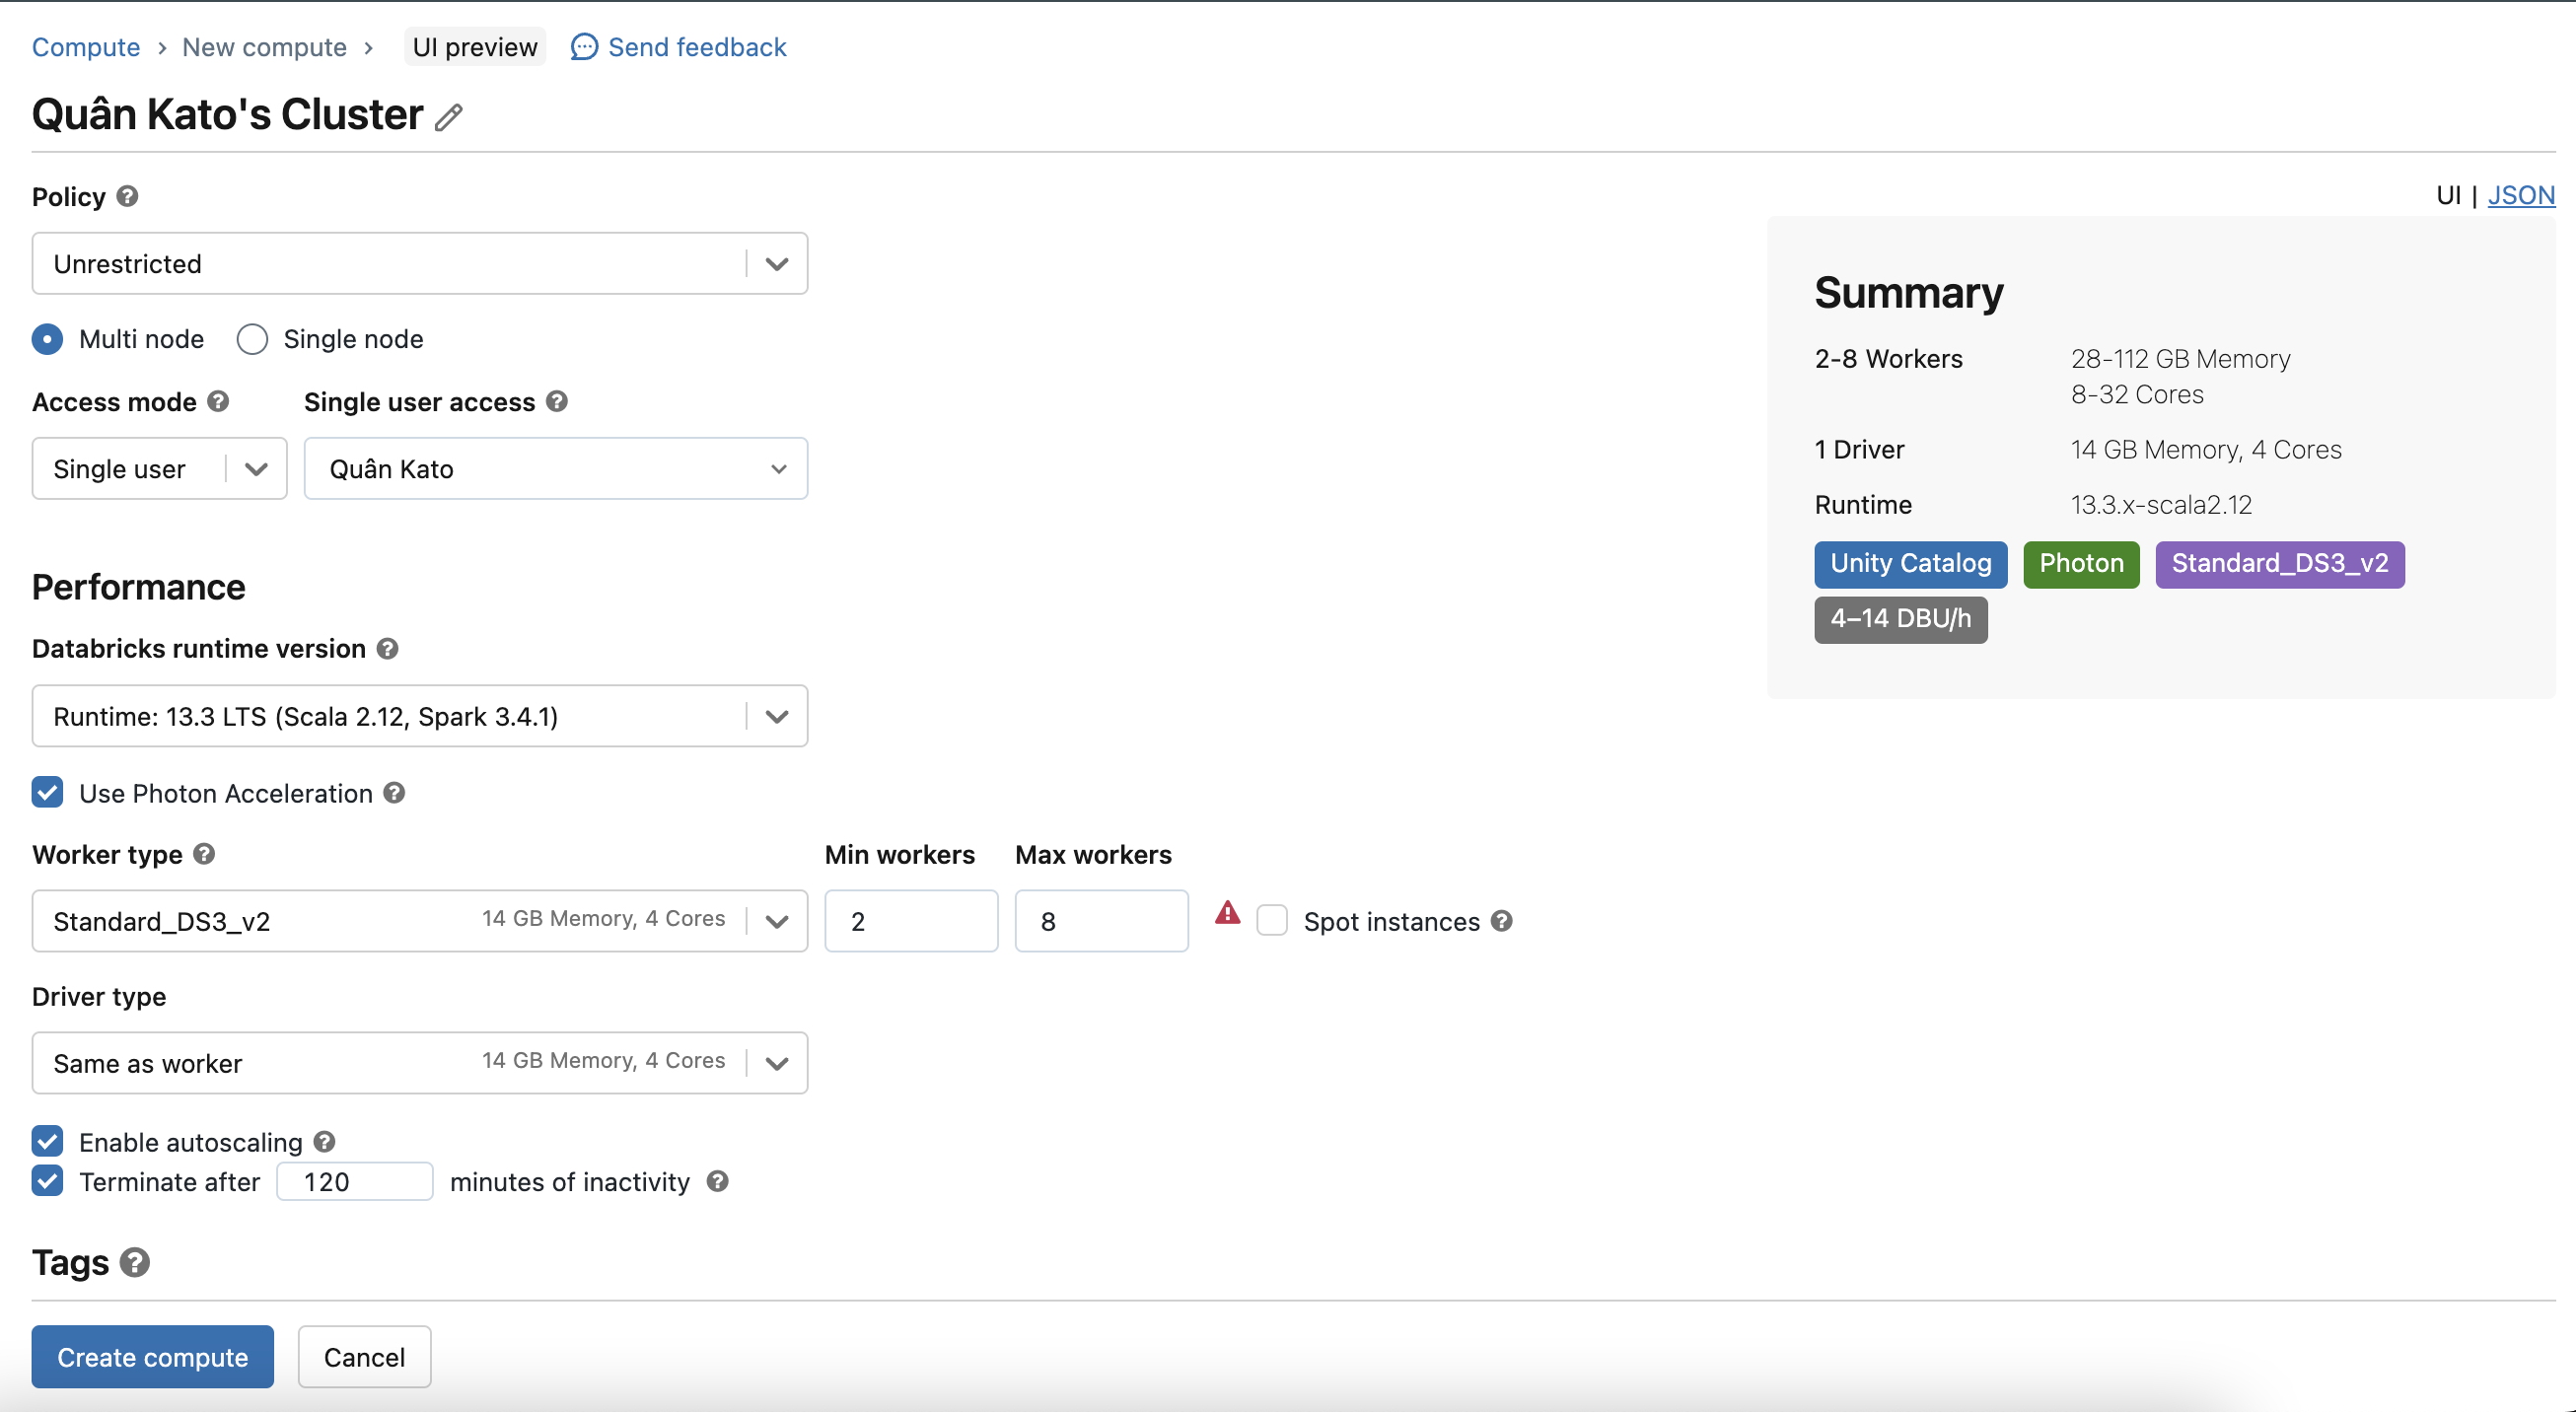 Compute › New compute › UI preview Send feedback
Quân Kato's Cluster
Policy
UI | JSON
Unrestricted
Multi node Single node
Access mode Single user access
Single user Quân Kato
Performance
Databricks runtime version
Runtime: 13.3 LTS (Scala 2.12, Spark 3.4.1)
Use Photon Acceleration
Worker type Min workers Max workers
Standard_DS3_v2 14 GB Memory, 4 Cores 2 8 Spot instances
Driver type
Same as worker 14 GB Memory, 4 Cores
Enable autoscaling
Terminate after 120 minutes of inactivity
Tags
Create compute Cancel
Summary
2-8 Workers 28-112 GB Memory
8-32 Cores
1 Driver 14 GB Memory, 4 Cores
Runtime 13.3.x-scala2.12
Unity Catalog Photon Standard_DS3_v2
4–14 DBU/h